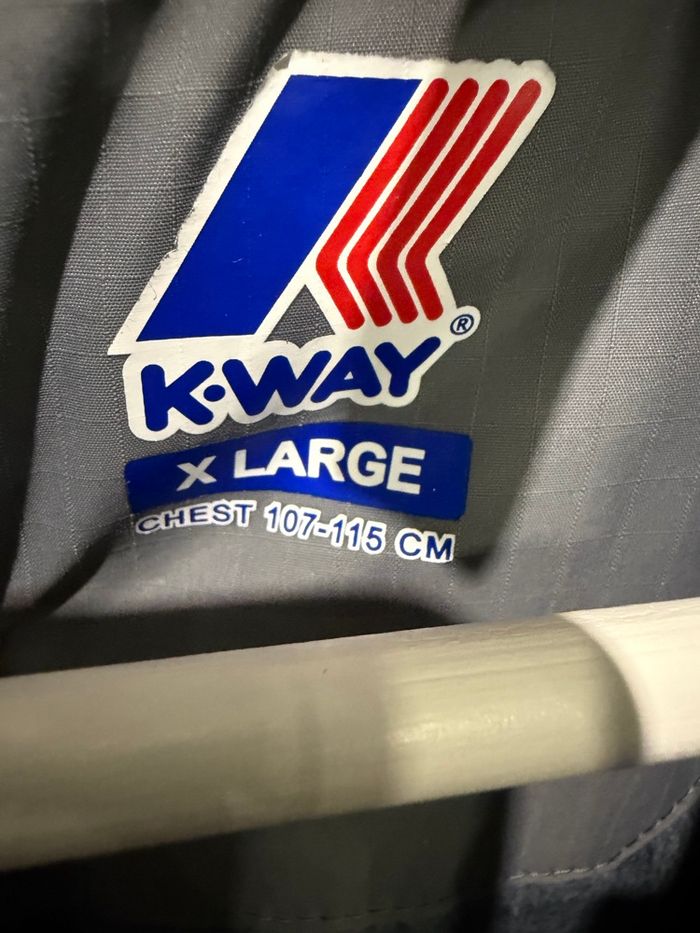 ®
K·WAY
X LARGE
CHEST 107-115 CM